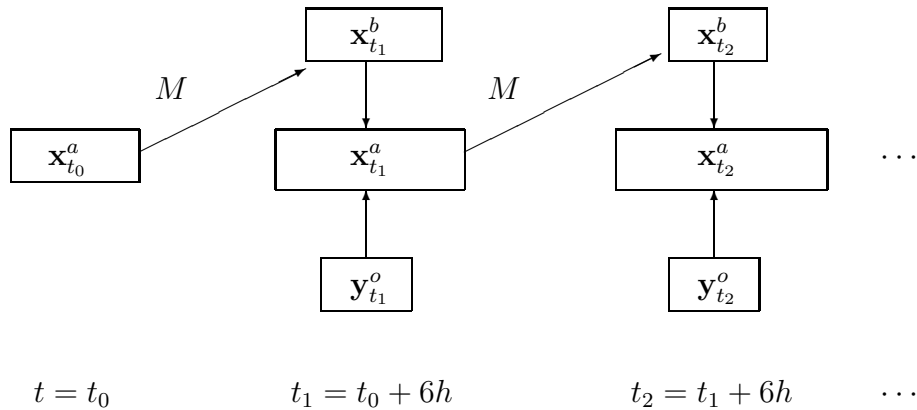 x^b_{t_1} x^b_{t_2}
M M
x^a_{t_0} x^a_{t_1} x^a_{t_2} ⋯
y^o_{t_1} y^o_{t_2}
t = t_0 t_1 = t_0 + 6h t_2 = t_1 + 6h ⋯